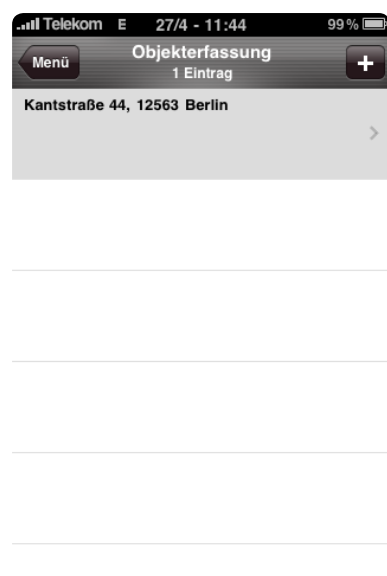 Telekom E 27/4 - 11:44 99 %
Menü
Objekterfassung
1 Eintrag
+
Kantstraße 44, 12563 Berlin